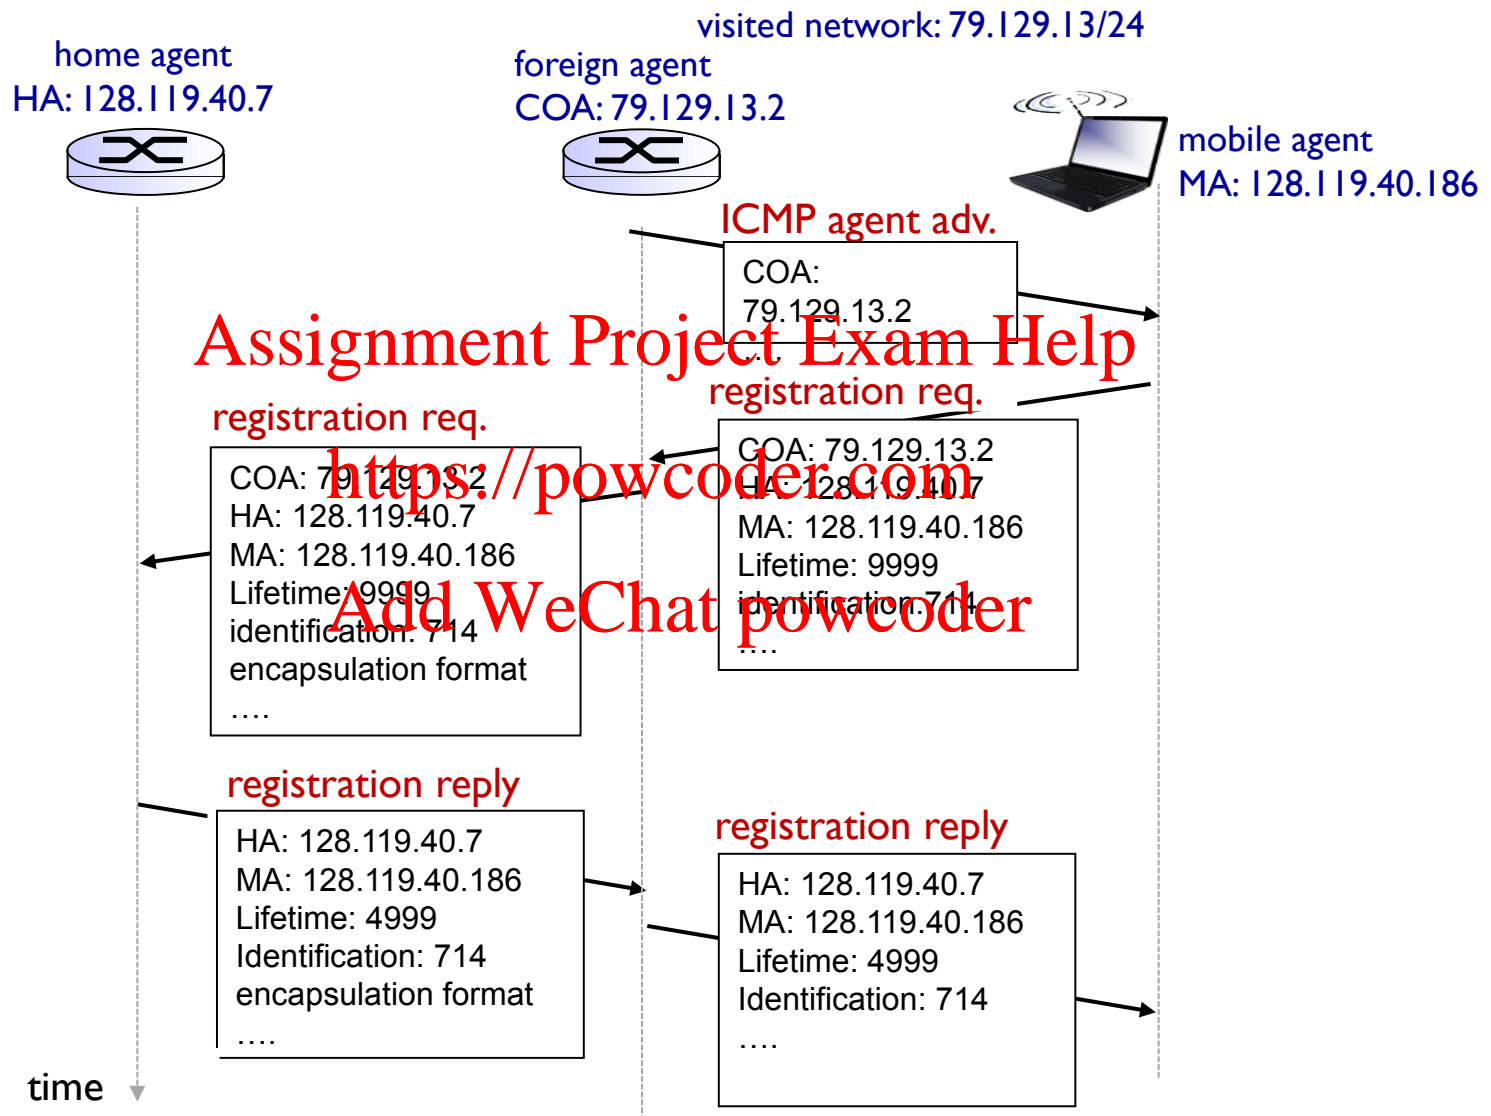 visited network: 79.129.13/24
home agent
HA: 128.119.40.7
foreign agent
COA: 79.129.13.2
mobile agent
MA: 128.119.40.186
ICMP agent adv.
COA:
79.129.13.2
....
Assignment Project Exam Help
registration req.
COA: 79.129.13.2
HA: 128.119.40.7
MA: 128.119.40.186
Lifetime: 9999
identification:714
....
registration req.
COA: 79.129.13.2
HA: 128.119.40.7
MA: 128.119.40.186
Lifetime: 9999
identification: 714
encapsulation format
....
https://powcoder.com
Add WeChat powcoder
registration reply
HA: 128.119.40.7
MA: 128.119.40.186
Lifetime: 4999
Identification: 714
encapsulation format
....
registration reply
HA: 128.119.40.7
MA: 128.119.40.186
Lifetime: 4999
Identification: 714
....
time